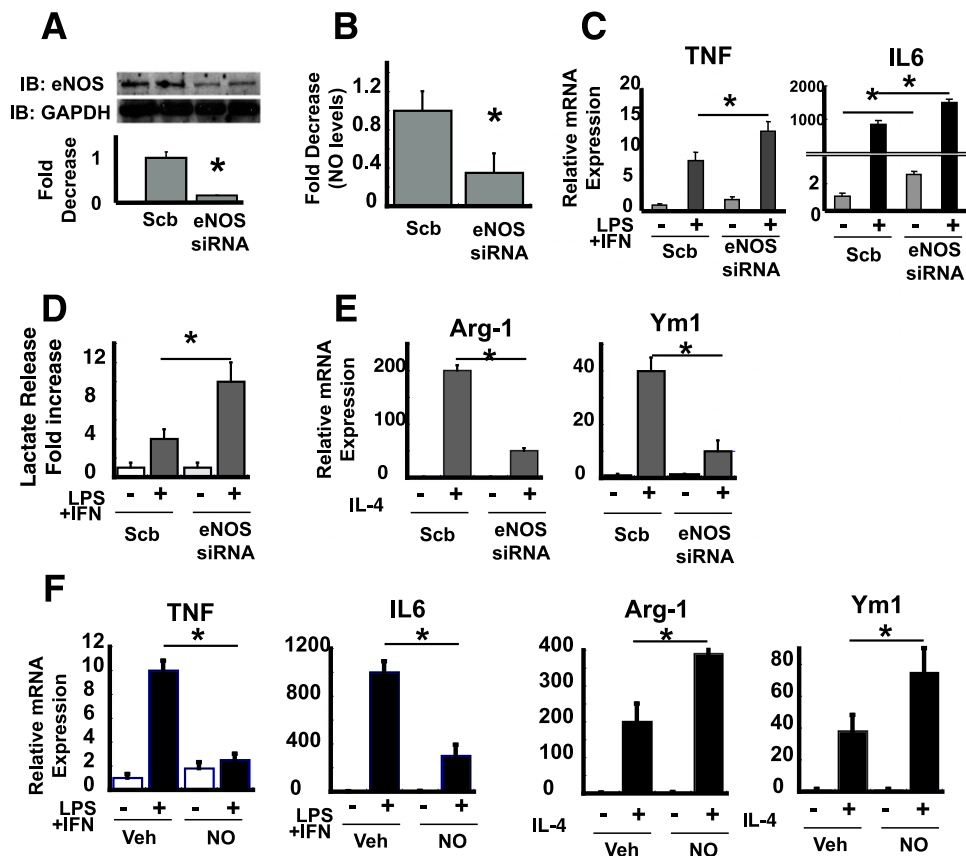 A
IB: eNOS
IB: GAPDH
Fold
Decrease
1
0
*
Scb
eNOS
siRNA
B
Fold Decrease
(NO levels)
1.2
0.8
0.4
0
*
Scb
eNOS
siRNA
C
TNF
Relative mRNA
Expression
20
15
10
5
0
*
LPS
+IFN
- + - +
Scb
eNOS
siRNA
IL6
2000
1000
2
0
* *
- + - +
Scb
eNOS
siRNA
D
Lactate Release
Fold increase
12
8
4
0
*
LPS
+IFN
- + - +
Scb
eNOS
siRNA
E
Arg-1
Relative mRNA
Expression
200
100
0
*
IL-4
- + - +
Scb
eNOS
siRNA
Ym1
40
20
0
*
- + - +
Scb
eNOS
siRNA
F
TNF
Relative mRNA
Expression
12
10
8
6
4
2
0
*
LPS
+IFN
- + - +
Veh
NO
IL6
1200
800
400
0
*
LPS
+IFN
- + - +
Veh
NO
Arg-1
400
300
200
100
0
*
IL-4
- + - +
Veh
NO
Ym1
80
60
40
20
0
*
IL-4
- + - +
Veh
NO